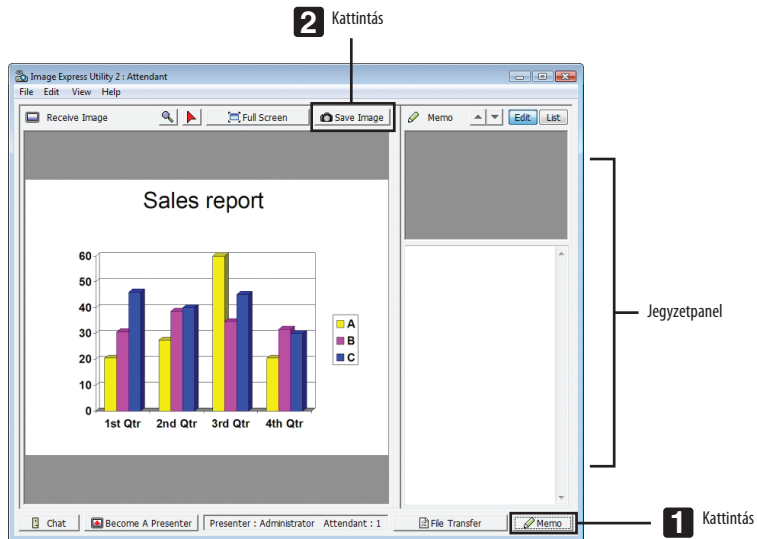 2 Kattintás
Image Express Utility 2 : Attendant
File Edit View Help
Receive Image Full Screen Save Image Memo Edit List
Sales report
60
50
40
30
20
10
0
A
B
C
1st Qtr 2nd Qtr 3rd Qtr 4th Qtr
Jegyzetpanel
Chat Become A Presenter Presenter : Administrator Attendant : 1 File Transfer Memo
1 Kattintás